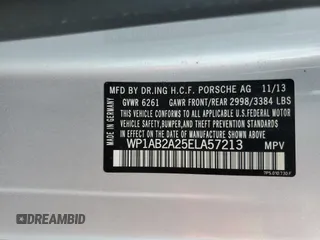 MFD BY DR.ING H.C.F. PORSCHE AG 11/13
GVWR 6261 GAWR FRONT/REAR 2998/3384 LBS
THIS VEHICLE CONFORMS TO ALL APPLICABLE
U.S.FEDERAL MOTOR VEHICLE SAFETY, BUMPER,
AND THEFT PREVENTION STANDARDS IN EFFECT ON
THE DATE OF MANUFACTURE SHOWN ABOVE.
WP1AB2A25ELA57213 MPV
MADE IN GERMANY
DREAMBID